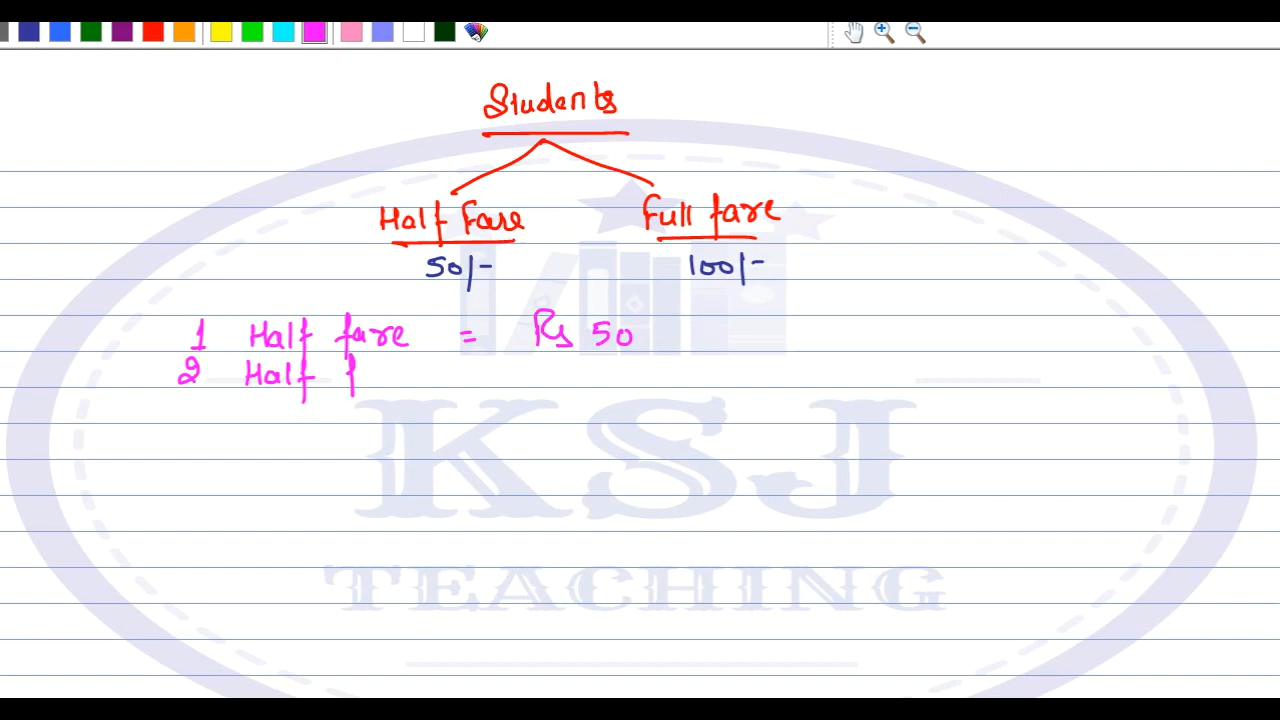 Students
Half Fare Full fare
50/- 100/-
1 Half fare = Rs 50
2 Half f
KSJ
TEACHING